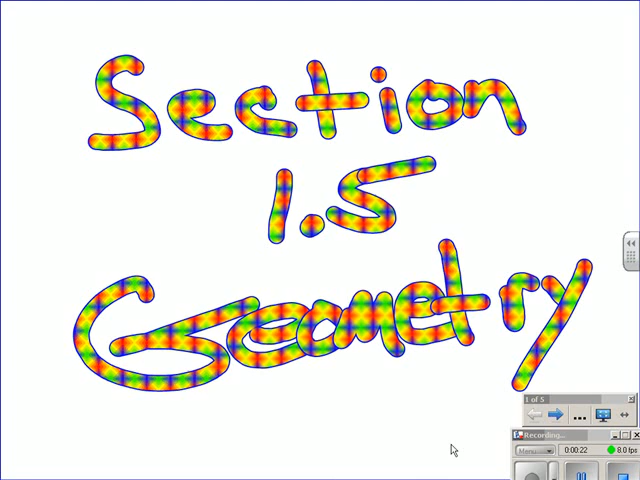 Section
1.5
Geometry
1 of 5
Recording...
Menu
0:00:22
8.0 fps